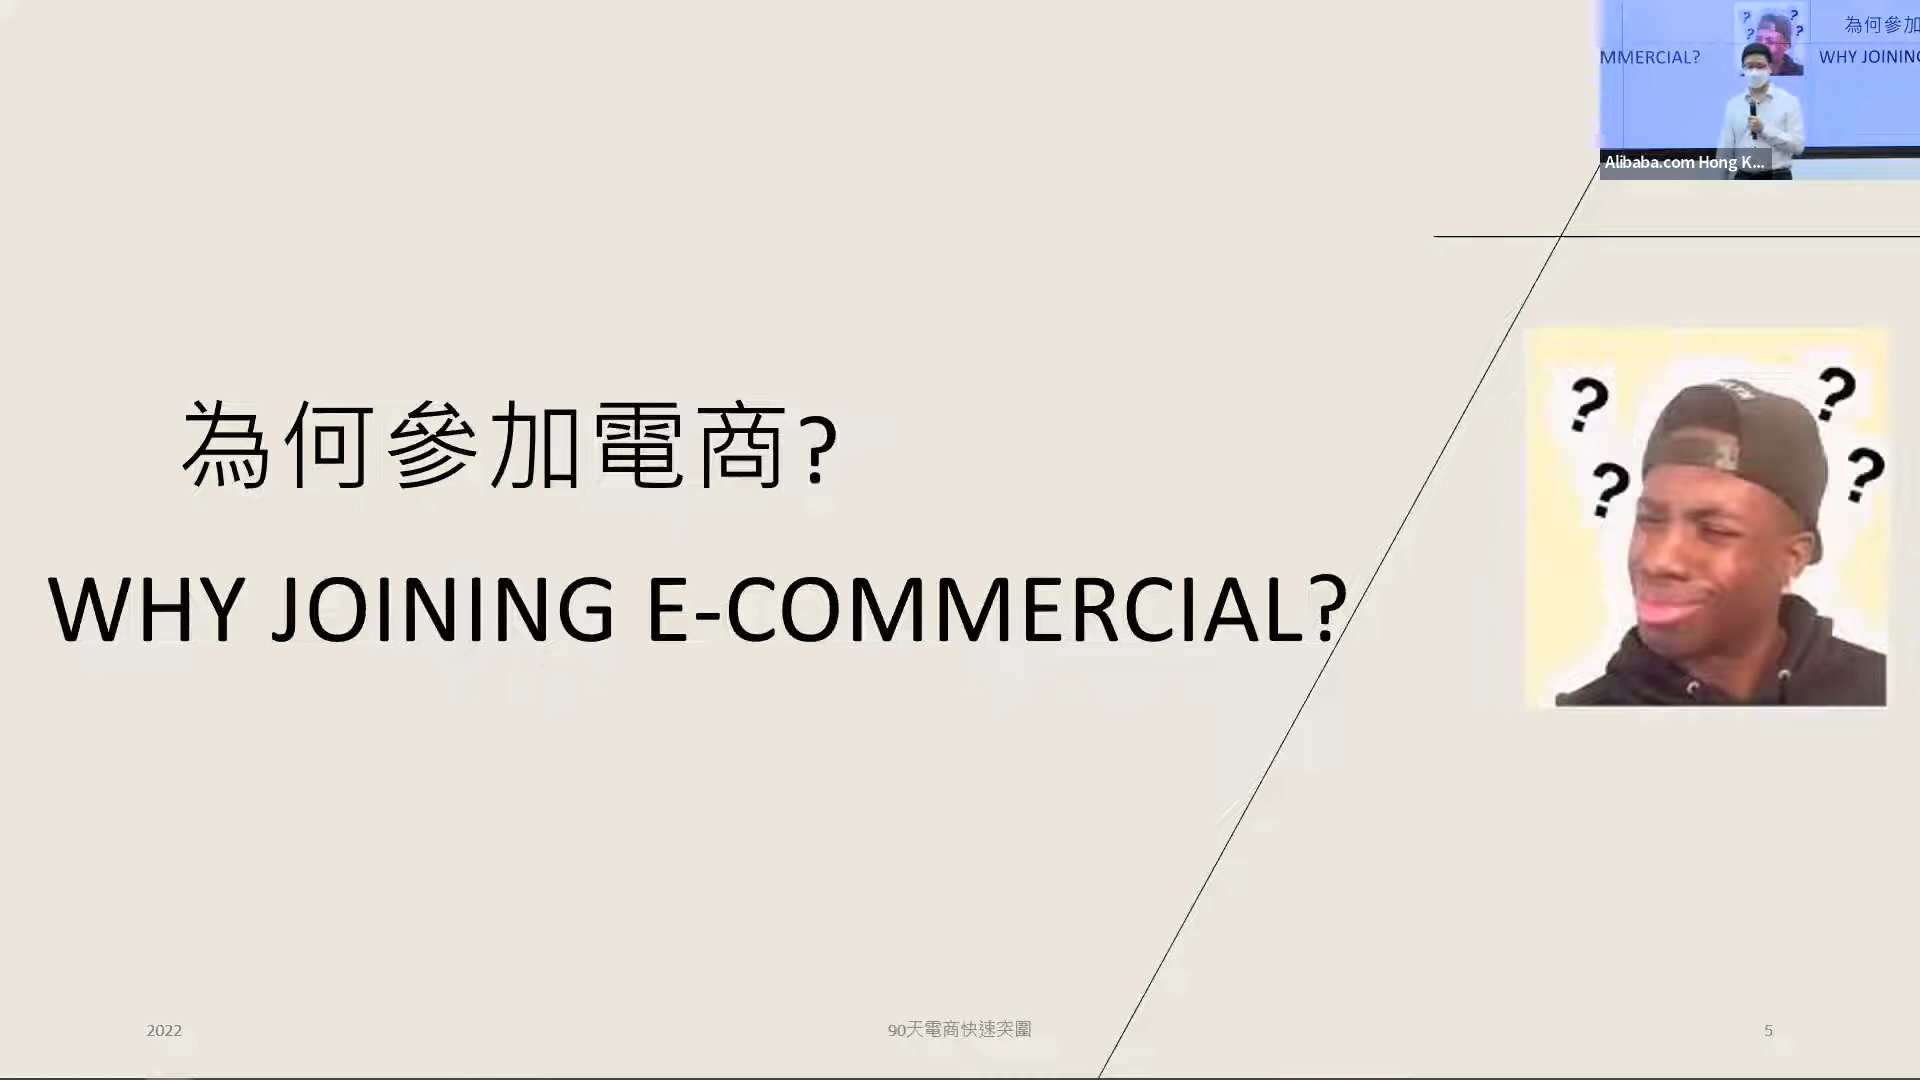 為何參加
MMERCIAL?
WHY JOINING
Alibaba.com Hong K...
為何參加電商?
WHY JOINING E-COMMERCIAL?
? ? ? ?
2022
90天電商快速突圍
5